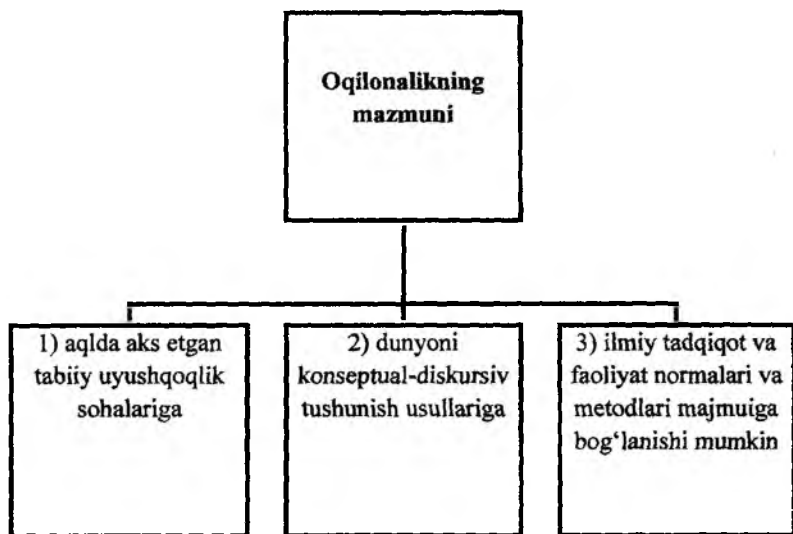 Oqilonalikning
mazmuni
1) aqlda aks etgan
tabiiy uyushqoqlik
sohalariga
2) dunyoni
konseptual-diskursiv
tushunish usullariga
3) ilmiy tadqiqot va
faoliyat normalari va
metodlari majmuiga
bog‘lanishi mumkin